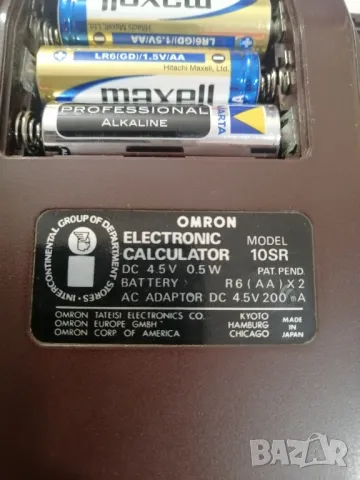 LR6(GD)/1.5V/AA
Hitachi Maxell
LR6(GD)/1.5V/AA
Hitachi Maxell, Ltd.
maxell
PROFESSIONAL
ALKALINE
VARTA
INTERCONTINENTAL GROUP OF DEPARTMENT STORES
OMRON
ELECTRONIC
CALCULATOR
MODEL
10SR
DC 4.5V 0.5W PAT. PEND.
BATTERY R6(AA)X2
AC ADAPTOR DC 4.5V 200mA
OMRON TATEISI ELECTRONICS CO. KYOTO
OMRON EUROPE GMBH HAMBURG
OMRON CORP OF AMERICA CHICAGO
MADE IN JAPAN
BAZAR.bg